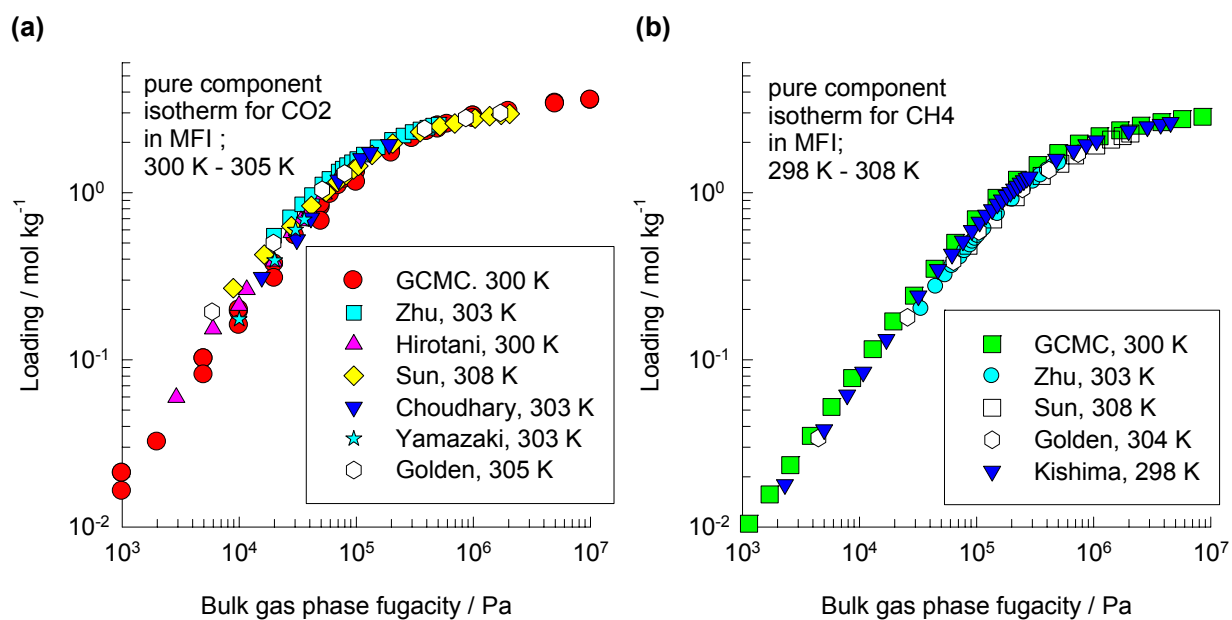 (a)
pure component
isotherm for CO2
in MFI ;
300 K - 305 K
Loading / mol kg⁻¹
10⁰
10⁻¹
10⁻²
GCMC. 300 K
Zhu, 303 K
Hirotani, 300 K
Sun, 308 K
Choudhary, 303 K
Yamazaki, 303 K
Golden, 305 K
10³ 10⁴ 10⁵ 10⁶ 10⁷
Bulk gas phase fugacity / Pa
(b)
pure component
isotherm for CH4
in MFI;
298 K - 308 K
Loading / mol kg⁻¹
10⁰
10⁻¹
10⁻²
GCMC, 300 K
Zhu, 303 K
Sun, 308 K
Golden, 304 K
Kishima, 298 K
10³ 10⁴ 10⁵ 10⁶ 10⁷
Bulk gas phase fugacity / Pa